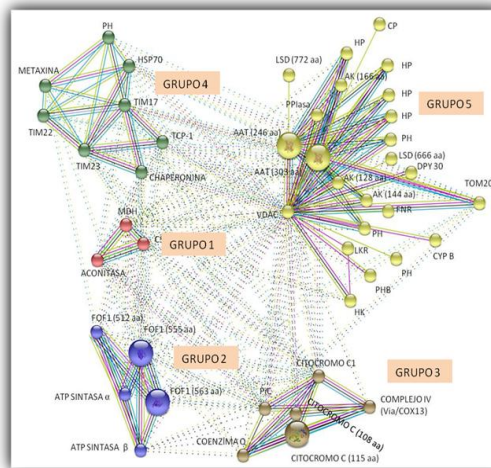 PH
HSP70
METAXINA
GRUPO 4
TIM17
TIM22
TCP-1
TIM23
CHAPERONINA
CP
HP
LSD (772 aa)
AK (166 aa)
HP
PPIasa
HP
GRUPO 5
HP
AAT (246 aa)
PH
LSD (666 aa)
AAT (303 aa)
DPY 30
AK (128 aa)
AK (144 aa)
TOM20
VDAC
FNR
PH
CYP B
LKR
PH
PHB
HK
MDH
CS
GRUPO 1
ACONITASA
FOF1 (512 aa)
FOF1 (555 aa)
GRUPO 2
FOF1 (563 aa)
ATP SINTASA α
ATP SINTASA β
CITOCROMO C1
GRUPO 3
PIC
COMPLEJO IV
(Via/COX13)
CITOCROMO C (108 aa)
COENZIMA Q
CITOCROMO C (115 aa)